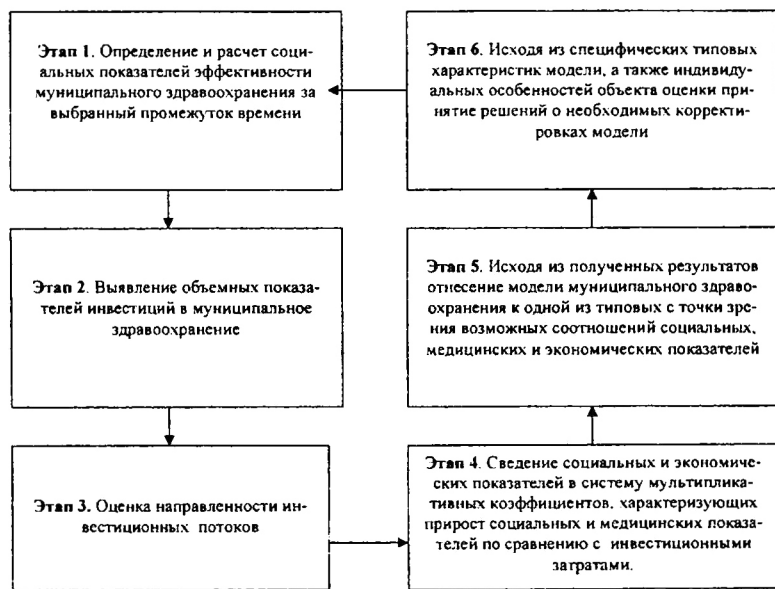 Этап 1. Определение и расчет соци-
альных показателей эффективности
муниципального здравоохранения за
выбранный промежуток времени
Этап 2. Выявление объемных показа-
телей инвестиций в муниципальное
здравоохранение
Этап 3. Оценка направленности ин-
вестиционных потоков
Этап 4. Сведение социальных и экономиче-
ских показателей в систему мультиплика-
тивных коэффициентов, характеризующих
прирост социальных и медицинских показа-
телей по сравнению с инвестиционными
затратами.
Этап 5. Исходя из полученных результатов
отнесение модели муниципального здраво-
охранения к одной из типовых с точки зре-
ния возможных соотношений социальных,
медицинских и экономических показателей
Этап 6. Исходя из специфических типовых
характеристик модели, а также индивиду-
альных особенностей объекта оценки при-
нятие решений о необходимых корректи-
ровках модели